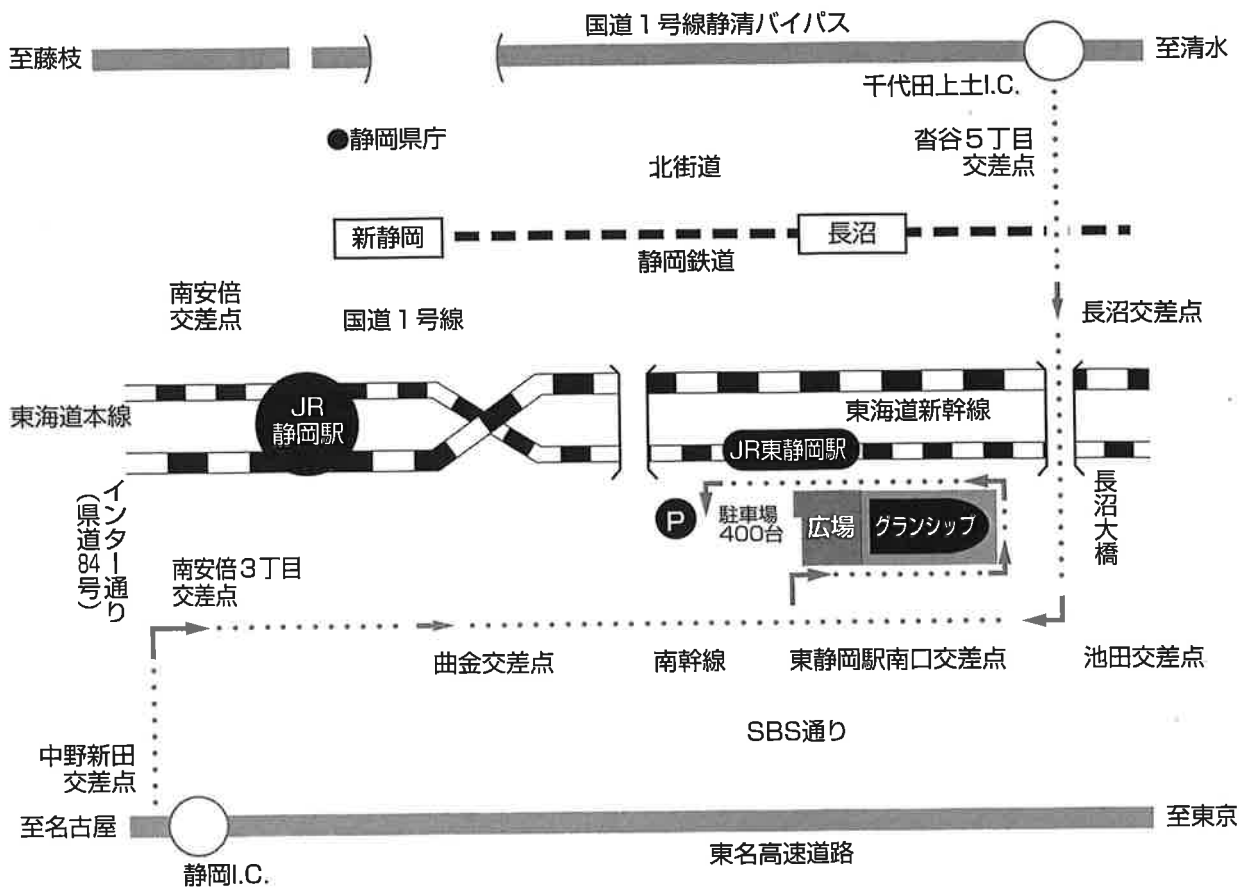 国道1号線静清バイパス
至藤枝
至清水
千代田上土I.C.
●静岡県庁
沓谷5丁目
交差点
北街道
新静岡
長沼
静岡鉄道
南安倍
交差点
国道1号線
長沼交差点
東海道本線
JR
静岡駅
東海道新幹線
JR東静岡駅
インター通り
(県道84号)
P
駐車場
400台
広場
グランシップ
長沼大橋
南安倍3丁目
交差点
曲金交差点
南幹線
東静岡駅南口交差点
池田交差点
SBS通り
中野新田
交差点
至名古屋
至東京
東名高速道路
静岡I.C.